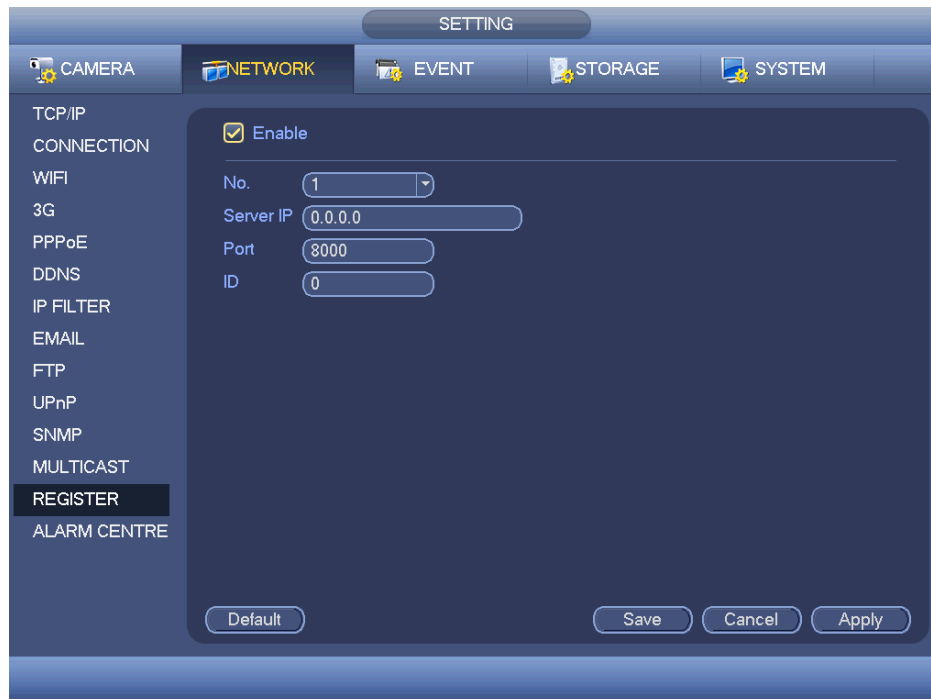 SETTING
CAMERA NETWORK EVENT STORAGE SYSTEM
TCP/IP
CONNECTION
WIFI
3G
PPPoE
DDNS
IP FILTER
EMAIL
FTP
UPnP
SNMP
MULTICAST
REGISTER
ALARM CENTRE
Enable
No. 1
Server IP 0.0.0.0
Port 8000
ID 0
Default Save Cancel Apply